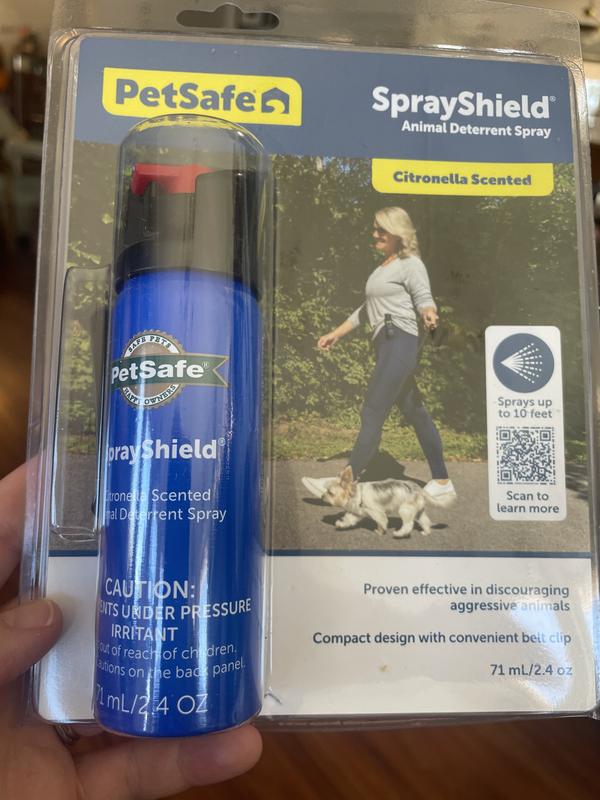 PetSafe
SprayShield®
Animal Deterrent Spray
Citronella Scented
SAFE PETS
PetSafe®
OWNERS
SprayShield®
Citronella Scented
Deterrent Spray
CAUTION:
UNDER PRESSURE
IRRITANT
out of reach of children.
on the back panel.
71 mL/2.4 OZ
Sprays up
to 10 feet
Scan to
learn more
Proven effective in discouraging
aggressive animals
Compact design with convenient belt clip
71 mL/2.4 oz